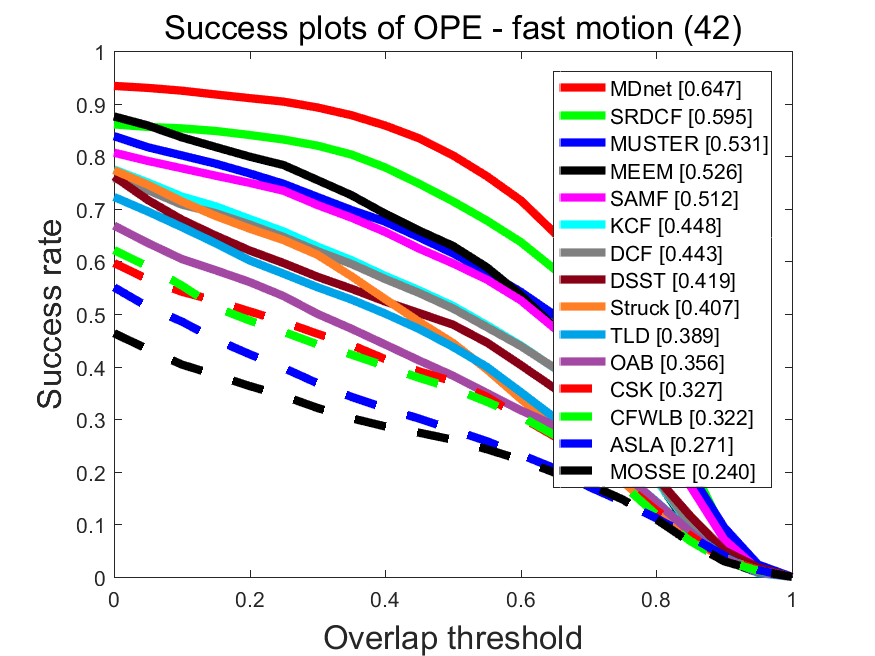 Success plots of OPE - fast motion (42)
1
0.9
0.8
0.7
0.6
0.5
0.4
0.3
0.2
0.1
0
Success rate
MDnet [0.647]
SRDCF [0.595]
MUSTER [0.531]
MEEM [0.526]
SAMF [0.512]
KCF [0.448]
DCF [0.443]
DSST [0.419]
Struck [0.407]
TLD [0.389]
OAB [0.356]
CSK [0.327]
CFWLB [0.322]
ASLA [0.271]
MOSSE [0.240]
0 0.2 0.4 0.6 0.8 1
Overlap threshold